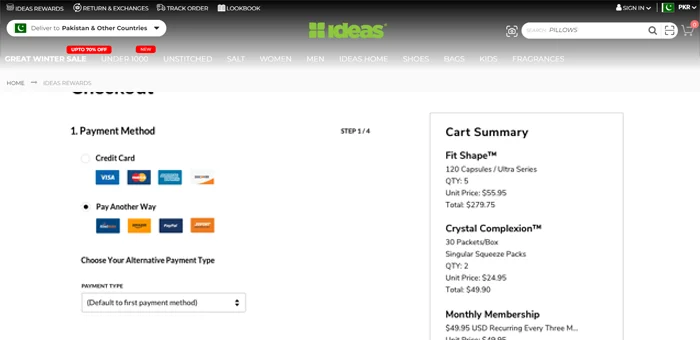 IDEAS REWARDS RETURN & EXCHANGES TRACK ORDER LOOKBOOK SIGN IN PKR
Deliver to Pakistan & Other Countries
ideas
SEARCH: PILLOWS
0
UPTO 70% OFF NEW
GREAT WINTER SALE UNDER 1000 UNSTITCHED SALT WOMEN MEN IDEAS HOME SHOES BAGS KIDS FRAGRANCES
HOME → IDEAS REWARDS
Checkout
1. Payment Method STEP 1 / 4
Credit Card
VISA MasterCard DISCOVER
Pay Another Way
amazon PayPal
Choose Your Alternative Payment Type
PAYMENT TYPE
(Default to first payment method)
Cart Summary
Fit Shape™
120 Capsules / Ultra Series
QTY: 5
Unit Price: $55.95
Total: $279.75
Crystal Complexion™
30 Packets/Box
Singular Squeeze Packs
QTY: 2
Unit Price: $24.95
Total: $49.90
Monthly Membership
$49.95 USD Recurring Every Three M...
Unit Price: $49.95